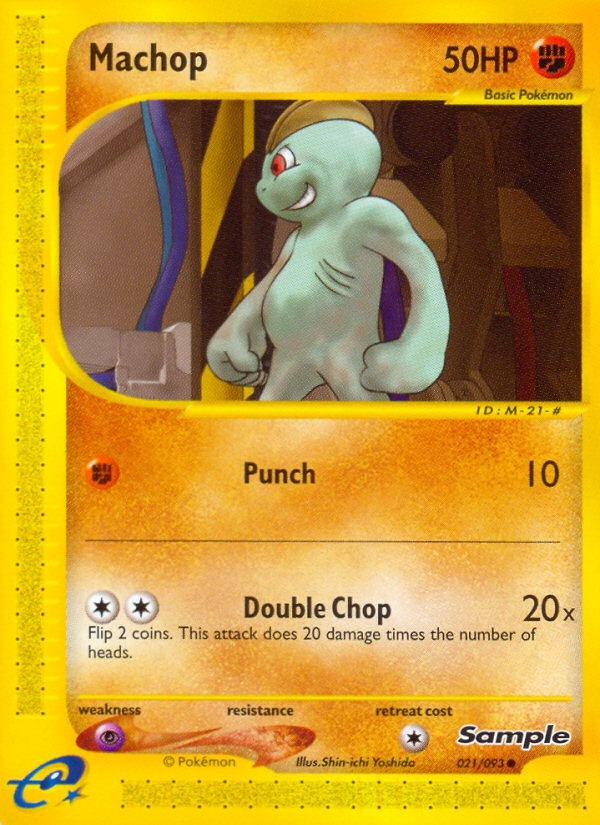 Machop 50HP
Basic Pokémon
ID: M-21-#
Punch 10
Double Chop 20x
Flip 2 coins. This attack does 20 damage times the number of
heads.
weakness resistance retreat cost
Sample
© Pokémon Illus. Shin-ichi Yoshida 021/093